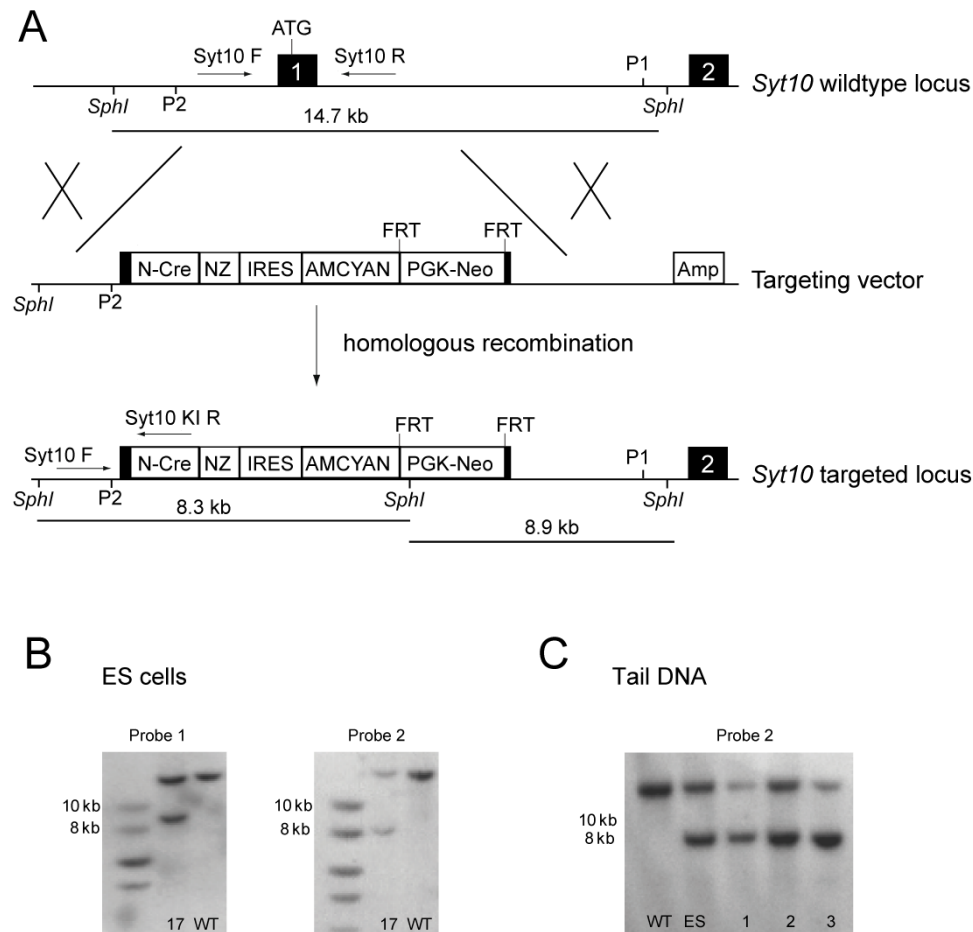 A
ATG
Syt10 F 1 Syt10 R P1 2
SphI P2 SphI Syt10 wildtype locus
14.7 kb
FRT FRT
N-Cre NZ IRES AMCYAN PGK-Neo Amp
SphI P2 Targeting vector
homologous recombination
Syt10 KI R FRT FRT
Syt10 F N-Cre NZ IRES AMCYAN PGK-Neo P1 2
SphI P2 SphI SphI Syt10 targeted locus
8.3 kb
8.9 kb
B
ES cells
Probe 1
10 kb
8 kb
17 WT
Probe 2
10 kb
8 kb
17 WT
C
Tail DNA
Probe 2
10 kb
8 kb
WT ES 1 2 3